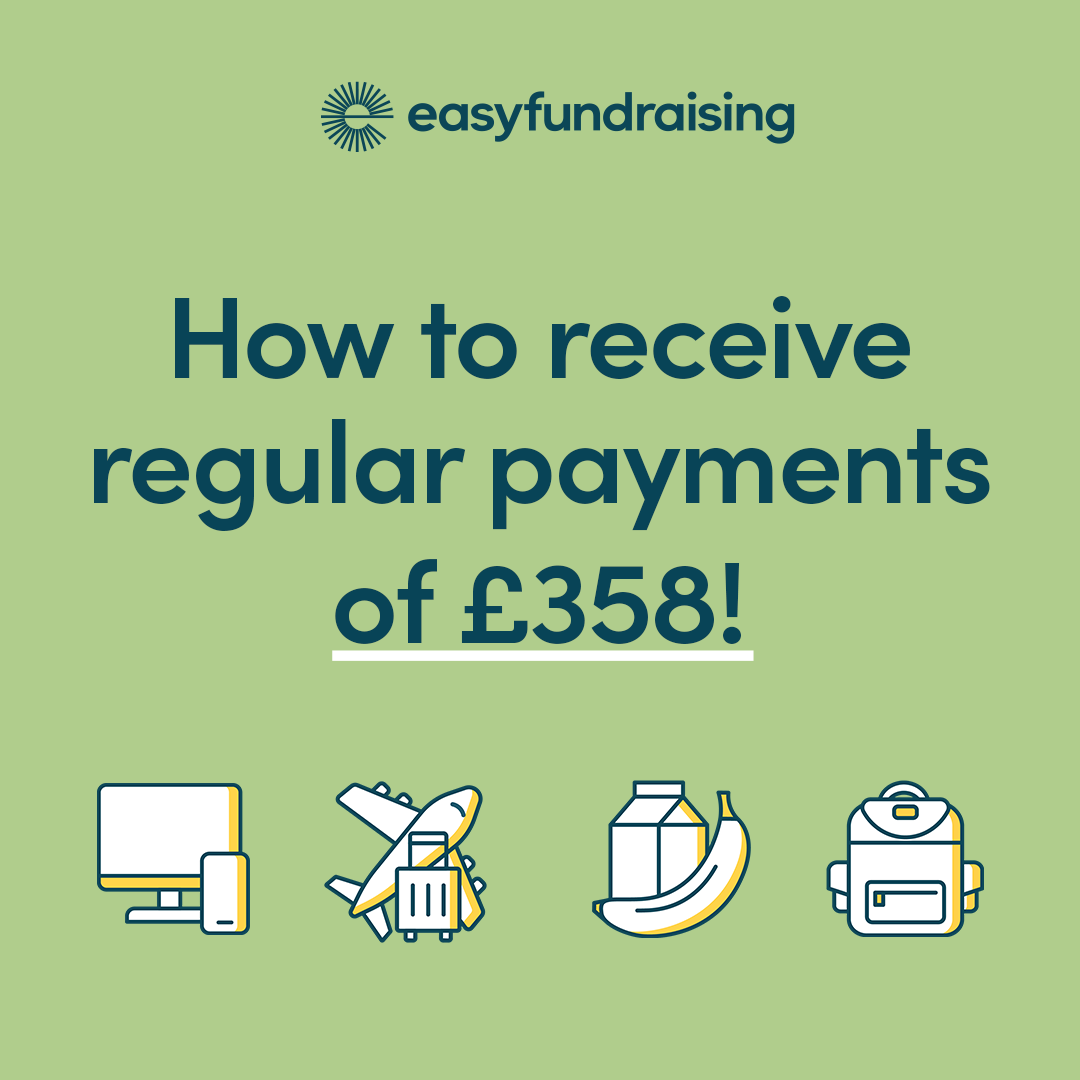 easyfundraising
How to receive
regular payments
of £358!